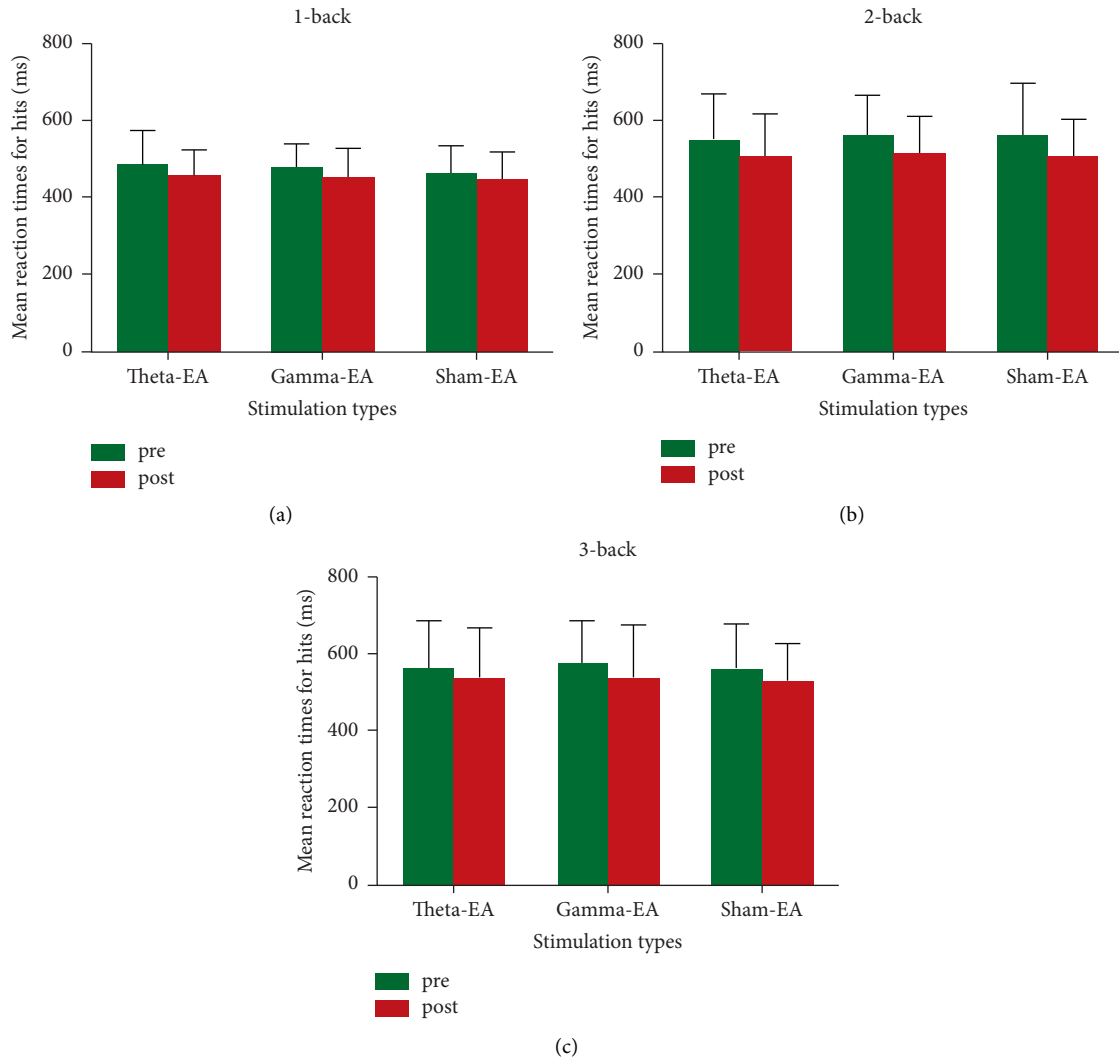 1-back
Mean reaction times for hits (ms)
800
600
400
200
0
Theta-EA Gamma-EA Sham-EA
Stimulation types
pre
post
(a)
2-back
Mean reaction times for hits (ms)
800
600
400
200
0
Theta-EA Gamma-EA Sham-EA
Stimulation types
pre
post
(b)
3-back
Mean reaction times for hits (ms)
800
600
400
200
0
Theta-EA Gamma-EA Sham-EA
Stimulation types
pre
post
(c)